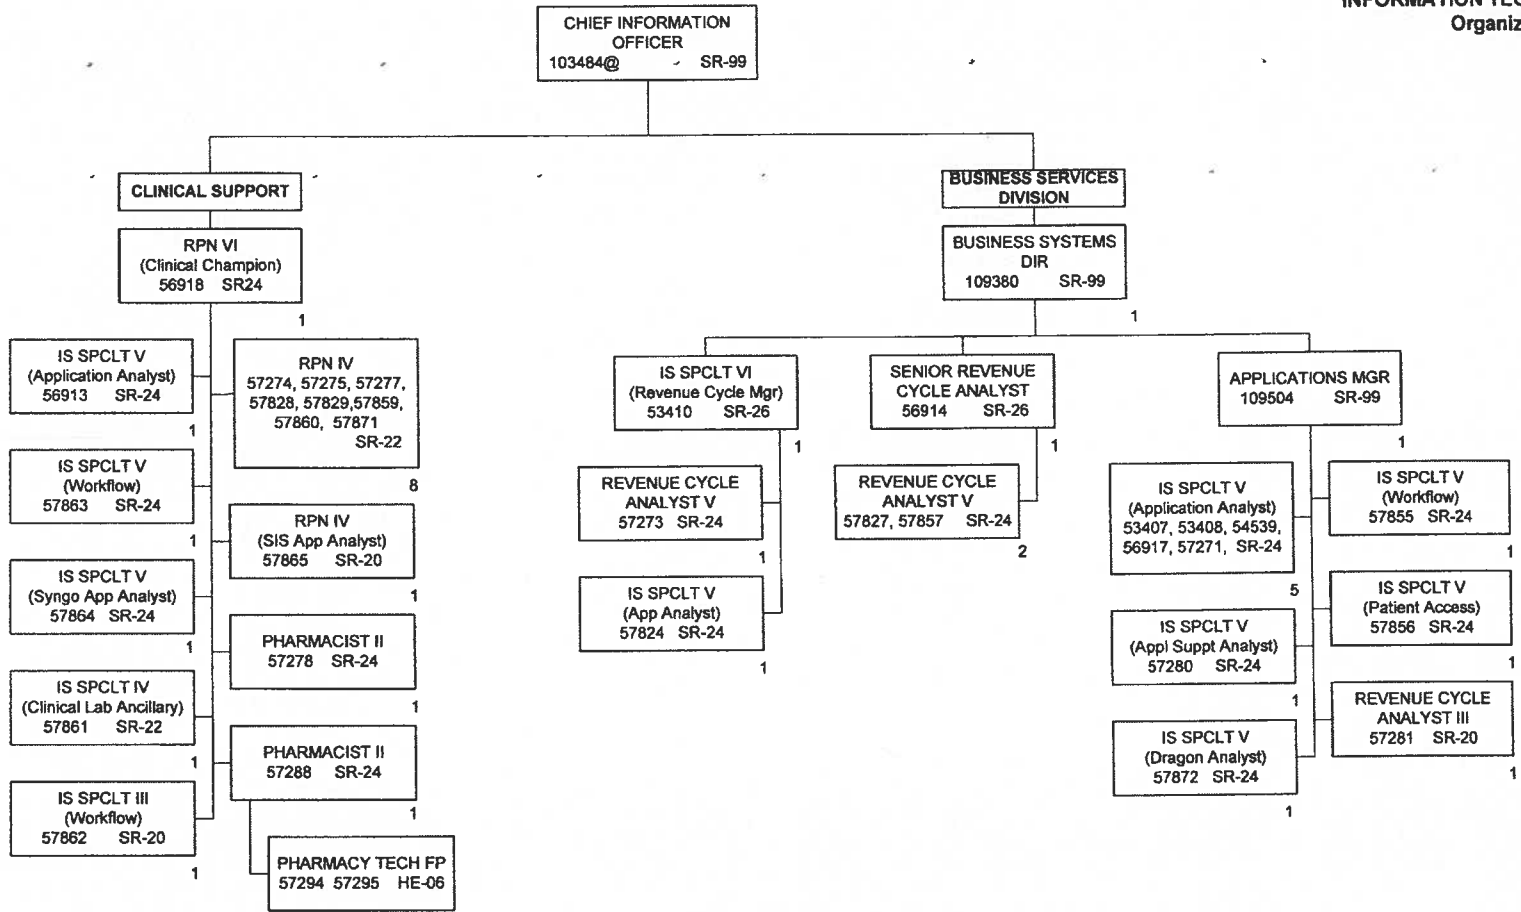 INFORMATION TEC
Organiz
CHIEF INFORMATION
OFFICER
103484@ SR-99
CLINICAL SUPPORT
RPN VI
(Clinical Champion)
56918 SR24
1
IS SPCLT V
(Application Analyst)
56913 SR-24
1
IS SPCLT V
(Workflow)
57863 SR-24
1
IS SPCLT V
(Syngo App Analyst)
57864 SR-24
1
IS SPCLT IV
(Clinical Lab Ancillary)
57861 SR-22
1
IS SPCLT III
(Workflow)
57862 SR-20
1
RPN IV
57274, 57275, 57277,
57828, 57829,57859,
57860, 57871
SR-22
8
RPN IV
(SIS App Analyst)
57865 SR-20
1
PHARMACIST II
57278 SR-24
1
PHARMACIST II
57288 SR-24
1
PHARMACY TECH FP
57294 57295 HE-06
BUSINESS SERVICES
DIVISION
BUSINESS SYSTEMS
DIR
109380 SR-99
1
IS SPCLT VI
(Revenue Cycle Mgr)
53410 SR-26
1
REVENUE CYCLE
ANALYST V
57273 SR-24
1
IS SPCLT V
(App Analyst)
57824 SR-24
1
SENIOR REVENUE
CYCLE ANALYST
56914 SR-26
1
REVENUE CYCLE
ANALYST V
57827, 57857 SR-24
2
APPLICATIONS MGR
109504 SR-99
1
IS SPCLT V
(Application Analyst)
53407, 53408, 54539,
56917, 57271, SR-24
5
IS SPCLT V
(Appl Suppt Analyst)
57280 SR-24
1
IS SPCLT V
(Dragon Analyst)
57872 SR-24
1
IS SPCLT V
(Workflow)
57855 SR-24
1
IS SPCLT V
(Patient Access)
57856 SR-24
1
REVENUE CYCLE
ANALYST III
57281 SR-20
1